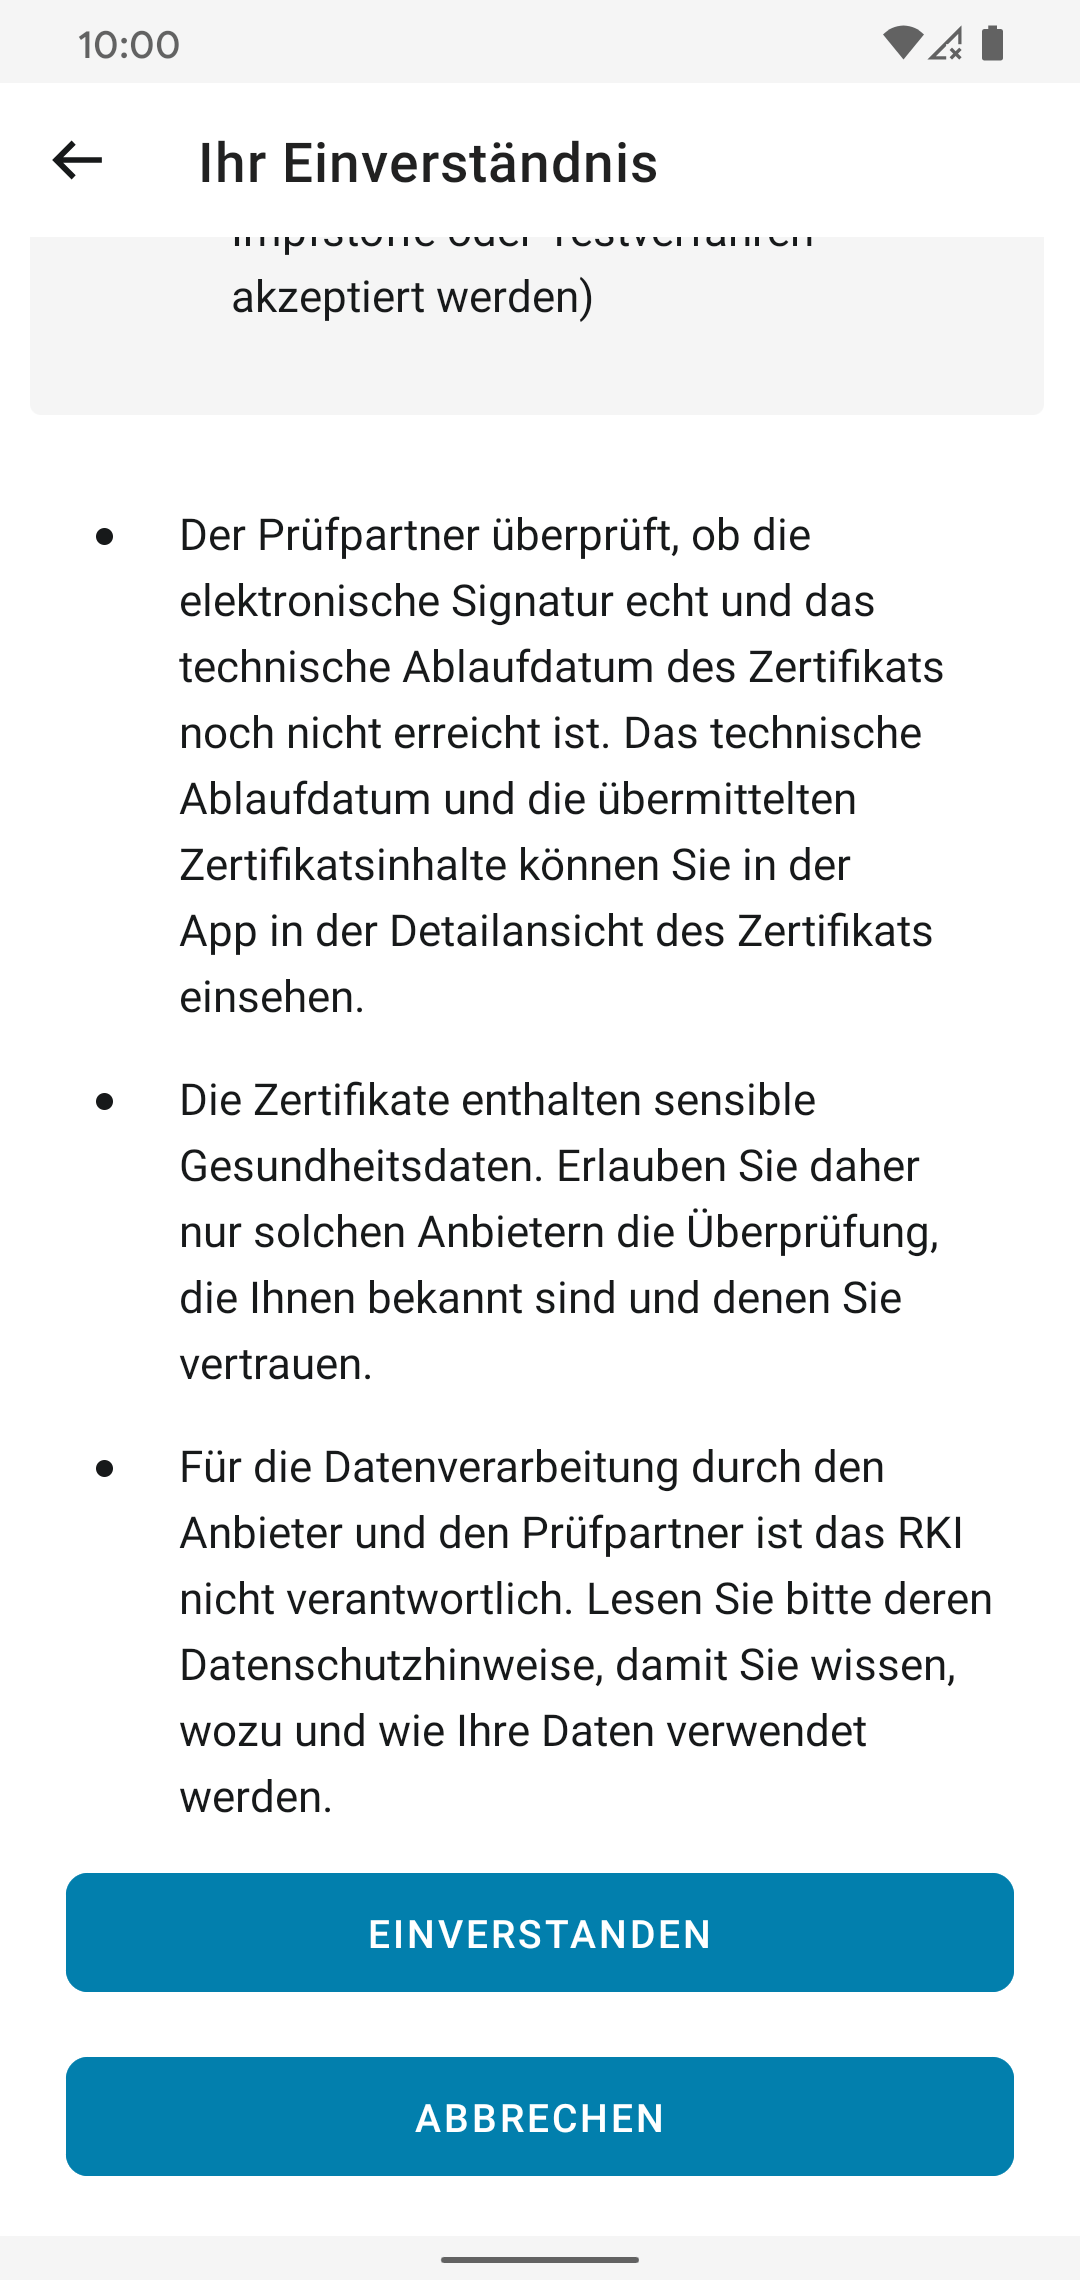 10:00
Ihr Einverständnis
Impfstoffe oder Testverfahren
akzeptiert werden)
Der Prüfpartner überprüft, ob die
elektronische Signatur echt und das
technische Ablaufdatum des Zertifikats
noch nicht erreicht ist. Das technische
Ablaufdatum und die übermittelten
Zertifikatsinhalte können Sie in der
App in der Detailansicht des Zertifikats
einsehen.
Die Zertifikate enthalten sensible
Gesundheitsdaten. Erlauben Sie daher
nur solchen Anbietern die Überprüfung,
die Ihnen bekannt sind und denen Sie
vertrauen.
Für die Datenverarbeitung durch den
Anbieter und den Prüfpartner ist das RKI
nicht verantwortlich. Lesen Sie bitte deren
Datenschutzhinweise, damit Sie wissen,
wozu und wie Ihre Daten verwendet
werden.
EINVERSTANDEN
ABBRECHEN